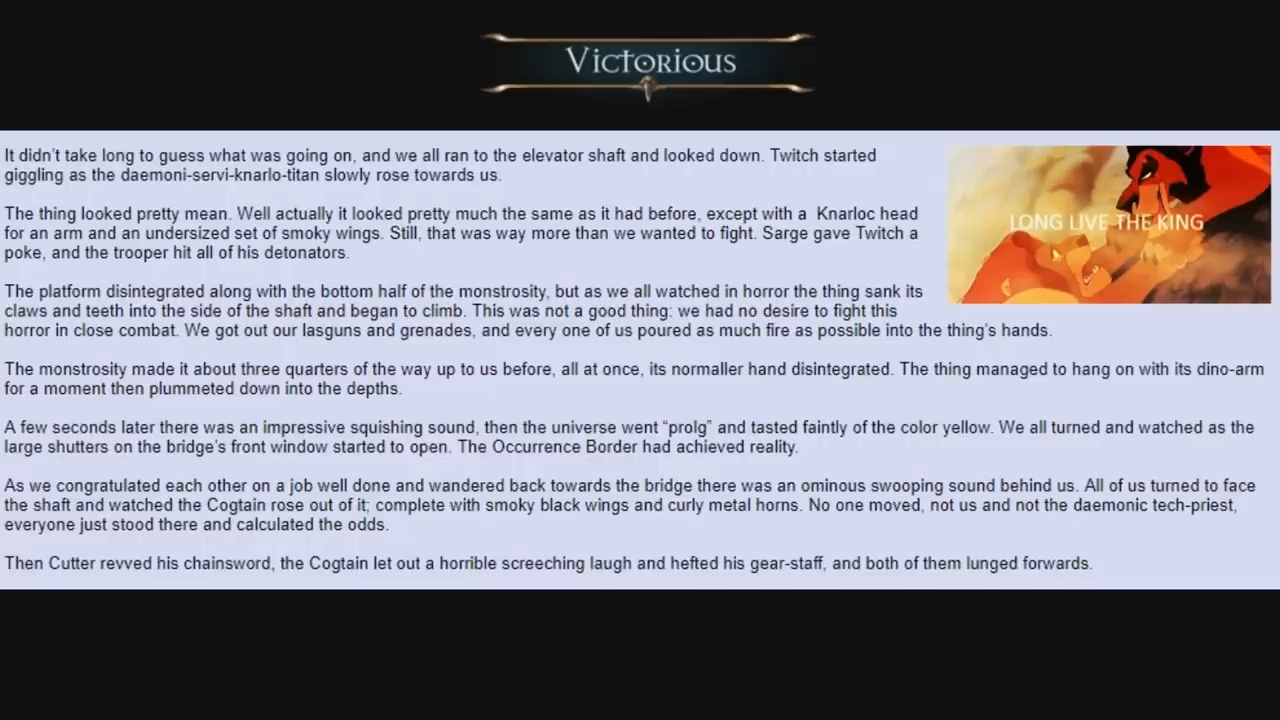 Victorious
It didn't take long to guess what was going on, and we all ran to the elevator shaft and looked down. Twitch started
giggling as the daemoni-servi-knarlo-titan slowly rose towards us.
The thing looked pretty mean. Well actually it looked pretty much the same as it had before, except with a Knarloc head
for an arm and an undersized set of smoky wings. Still, that was way more than we wanted to fight. Sarge gave Twitch a
poke, and the trooper hit all of his detonators.
LONG LIVE THE KING
The platform disintegrated along with the bottom half of the monstrosity, but as we all watched in horror the thing sank its
claws and teeth into the side of the shaft and began to climb. This was not a good thing: we had no desire to fight this
horror in close combat. We got out our lasguns and grenades, and every one of us poured as much fire as possible into the thing's hands.
The monstrosity made it about three quarters of the way up to us before, all at once, its normaller hand disintegrated. The thing managed to hang on with its dino-arm
for a moment then plummeted down into the depths.
A few seconds later there was an impressive squishing sound, then the universe went “prolg” and tasted faintly of the color yellow. We all turned and watched as the
large shutters on the bridge's front window started to open. The Occurrence Border had achieved reality.
As we congratulated each other on a job well done and wandered back towards the bridge there was an ominous swooping sound behind us. All of us turned to face
the shaft and watched the Cogtain rose out of it; complete with smoky black wings and curly metal horns. No one moved, not us and not the daemonic tech-priest,
everyone just stood there and calculated the odds.
Then Cutter revved his chainsword, the Cogtain let out a horrible screeching laugh and hefted his gear-staff, and both of them lunged forwards.